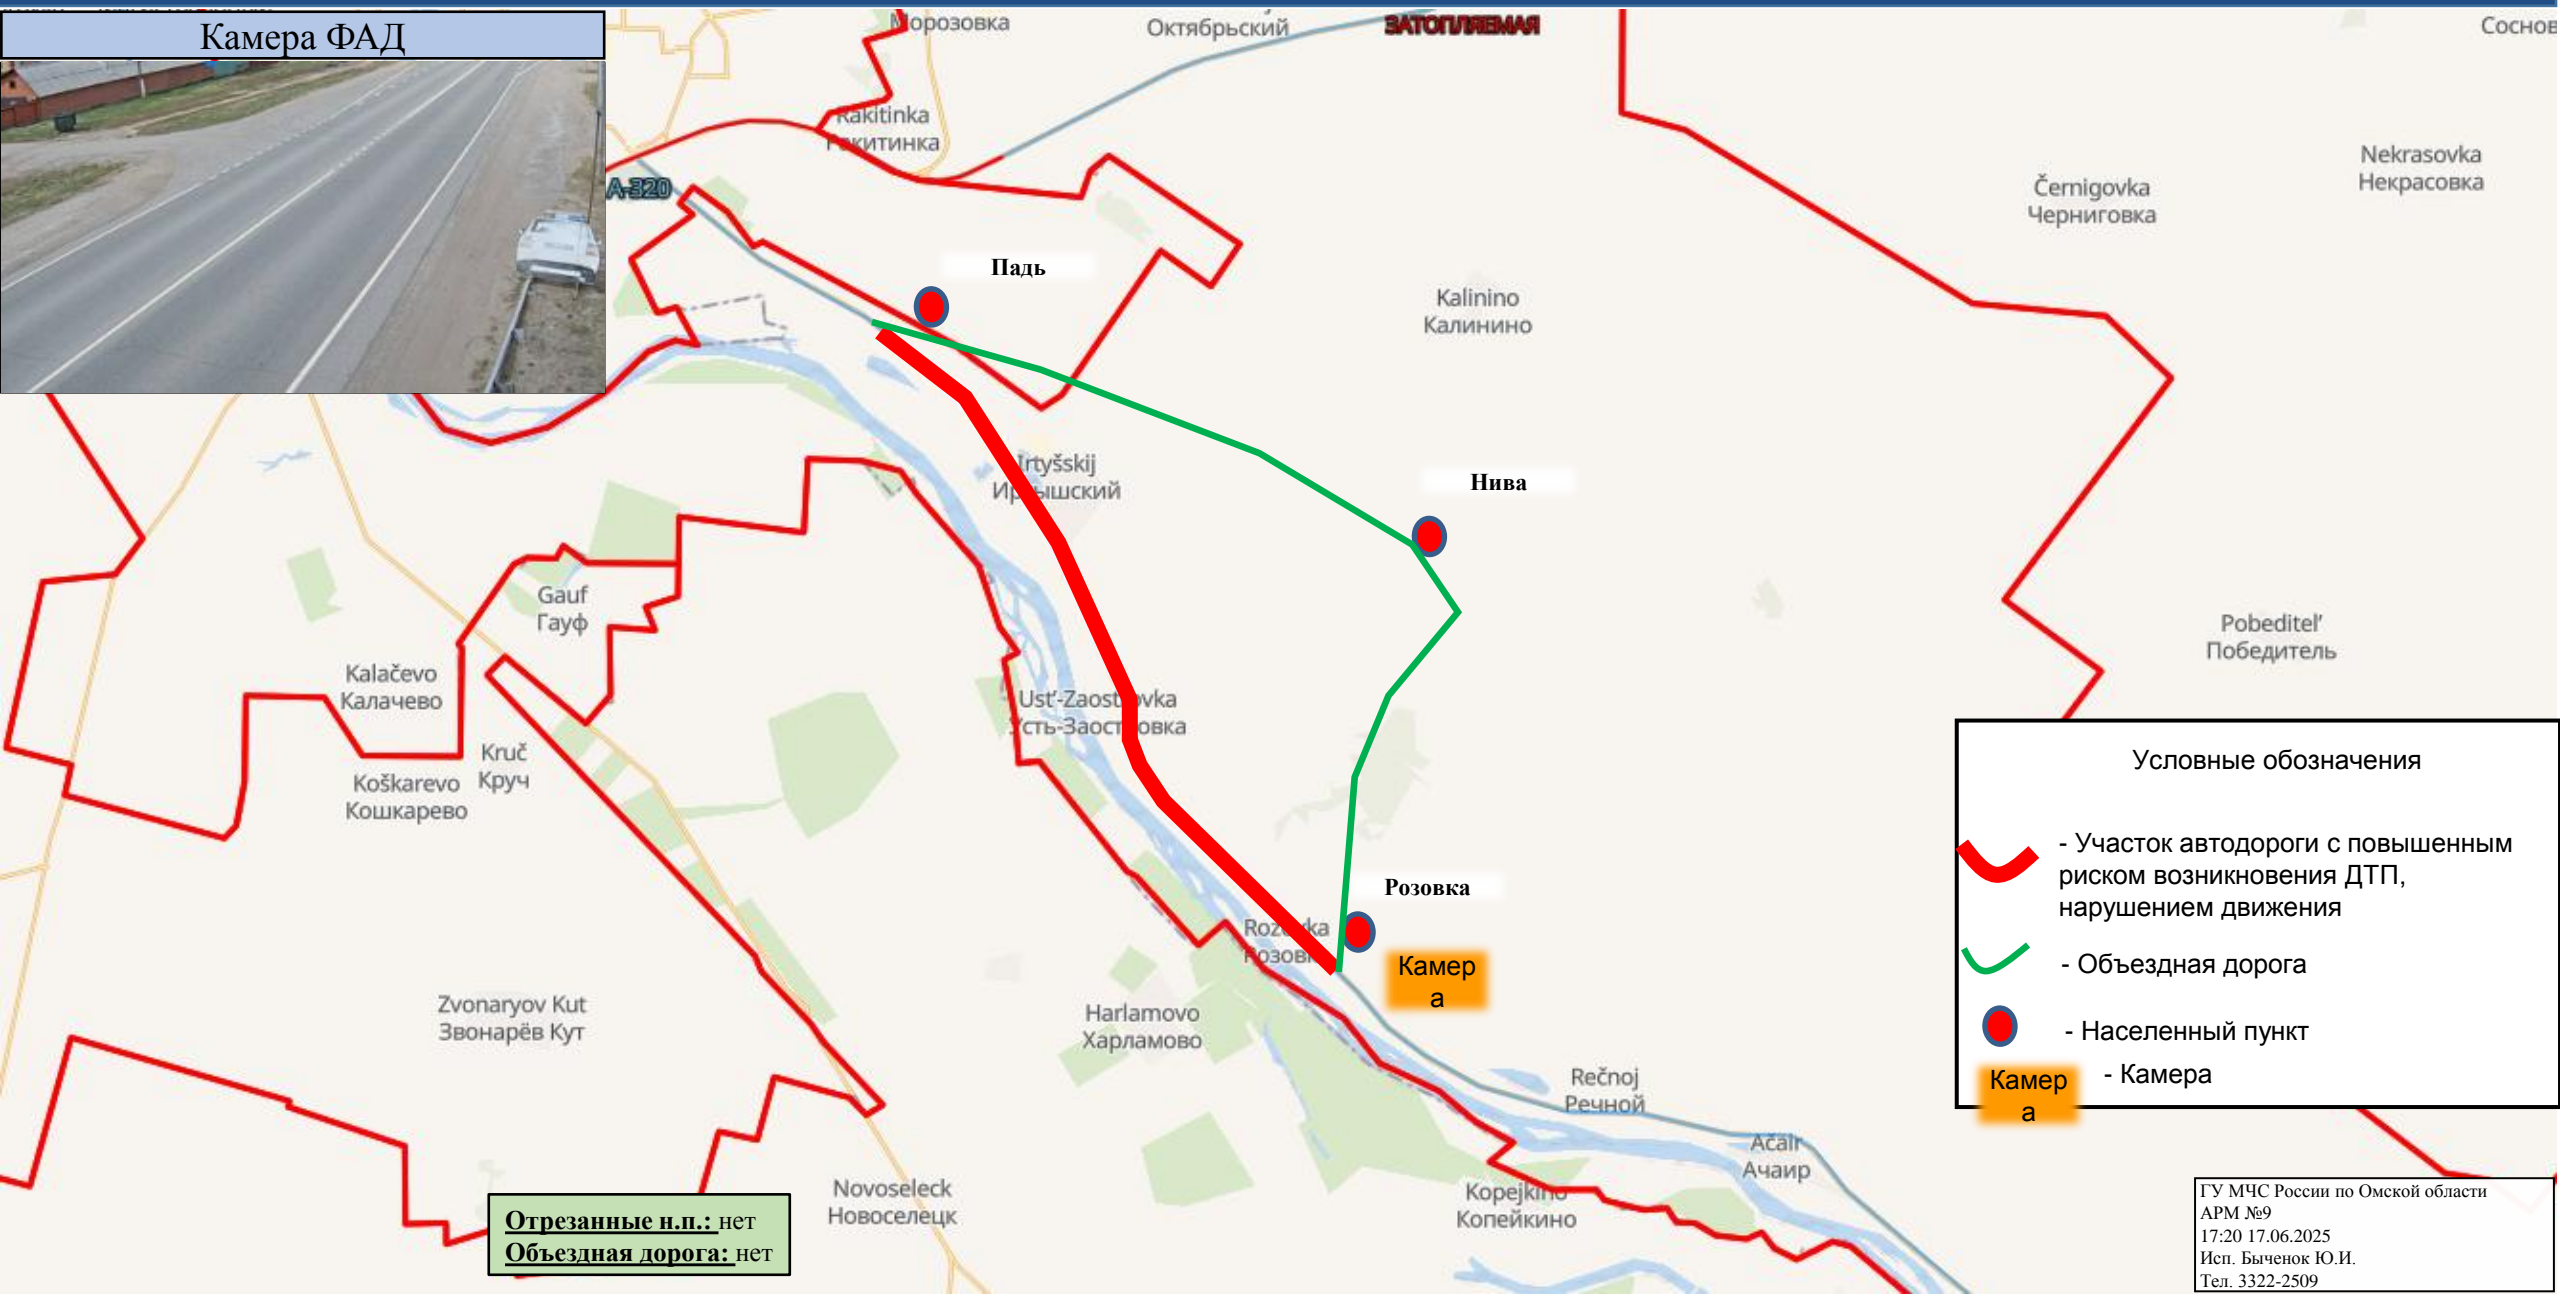 Камера ФАД
Морозовка
Октябрьский
ЗАТОПЛЯЕМАЯ
Rakitinka
Ракитинка
А-320
Nekrasovka
Некрасовка
Černigovka
Черниговка
Падь
Kalinino
Калинино
Irtyšskij
Иртышский
Нива
Gauf
Гауф
Pobeditel'
Победитель
Kalačevo
Калачево
Ust'-Zaostrovka
Усть-Заостровка
Kruč
Круч
Koškarevo
Кошкарево
Условные обозначения
- Участок автодороги с повышенным
риском возникновения ДТП,
нарушением движения
- Объездная дорога
- Населенный пункт
Камер
а
- Камера
Розовка
Rozovka
Розовка
Камер
а
Zvonaryov Kut
Звонарёв Кут
Harlamovo
Харламово
Rečnoj
Речной
Ačair
Ачаир
Novoseleck
Новоселецк
Kopejkino
Копейкино
Отрезанные н.п.: нет
Объездная дорога: нет
ГУ МЧС России по Омской области
АРМ №9
17:20 17.06.2025
Исп. Быченок Ю.И.
Тел. 3322-2509